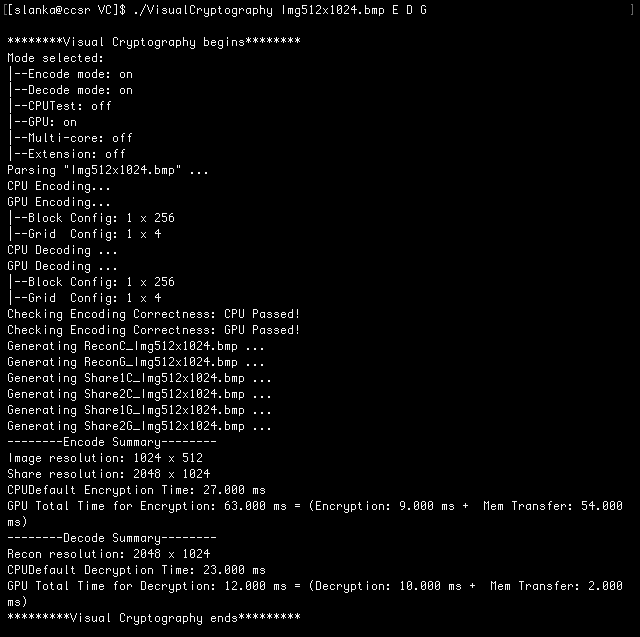 [[slanka@ccsr VC]$ ./VisualCryptography Img512x1024.bmp E D G ]
********Visual Cryptography begins********
Mode selected:
|--Encode mode: on
|--Decode mode: on
|--CPUTest: off
|--GPU: on
|--Multi-core: off
|--Extension: off
Parsing "Img512x1024.bmp" ...
CPU Encoding...
GPU Encoding...
|--Block Config: 1 x 256
|--Grid  Config: 1 x 4
CPU Decoding ...
GPU Decoding ...
|--Block Config: 1 x 256
|--Grid  Config: 1 x 4
Checking Encoding Correctness: CPU Passed!
Checking Encoding Correctness: GPU Passed!
Generating ReconC_Img512x1024.bmp ...
Generating ReconG_Img512x1024.bmp ...
Generating Share1C_Img512x1024.bmp ...
Generating Share2C_Img512x1024.bmp ...
Generating Share1G_Img512x1024.bmp ...
Generating Share2G_Img512x1024.bmp ...
--------Encode Summary--------
Image resolution: 1024 x 512
Share resolution: 2048 x 1024
CPUDefault Encryption Time: 27.000 ms
GPU Total Time for Encryption: 63.000 ms = (Encryption: 9.000 ms +  Mem Transfer: 54.000
ms)
--------Decode Summary--------
Recon resolution: 2048 x 1024
CPUDefault Decryption Time: 23.000 ms
GPU Total Time for Decryption: 12.000 ms = (Decryption: 10.000 ms +  Mem Transfer: 2.000
ms)
*********Visual Cryptography ends*********